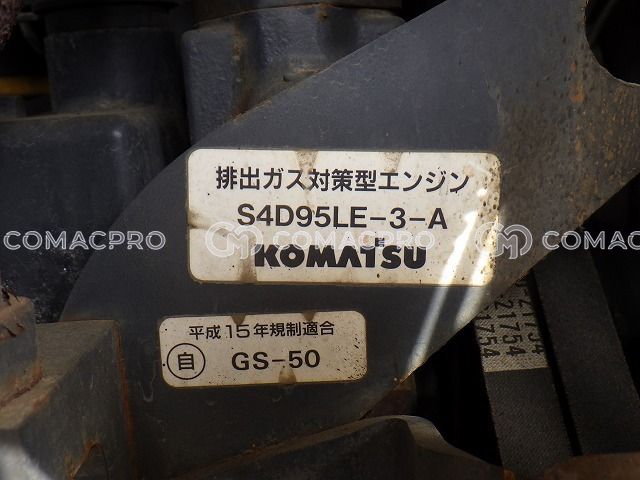 排出ガス対策型エンジン
S4D95LE-3-A
COMACPRO
COMACPRO
COMACPRO
KOMATSU
平成15年規制適合
自 GS-50
21754